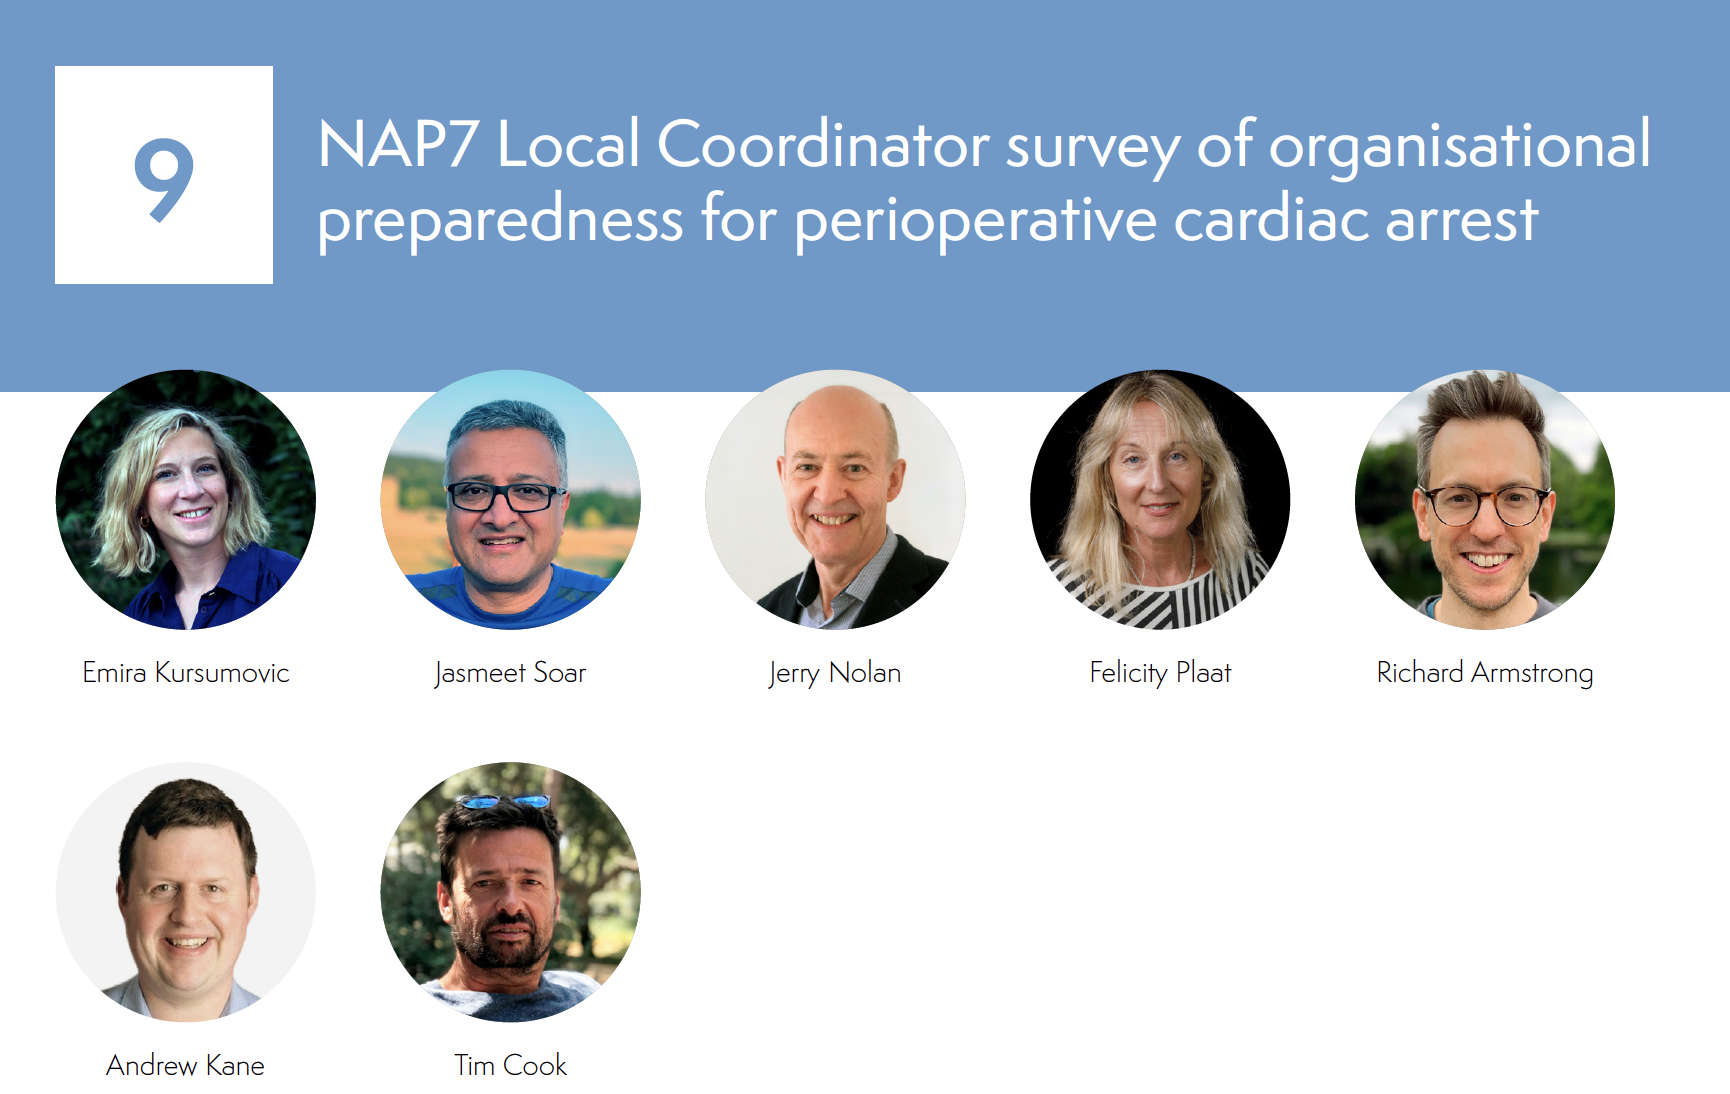 9
NAP7 Local Coordinator survey of organisational
preparedness for perioperative cardiac arrest
Emira Kursumovic
Jasmeet Soar
Jerry Nolan
Felicity Plaat
Richard Armstrong
Andrew Kane
Tim Cook